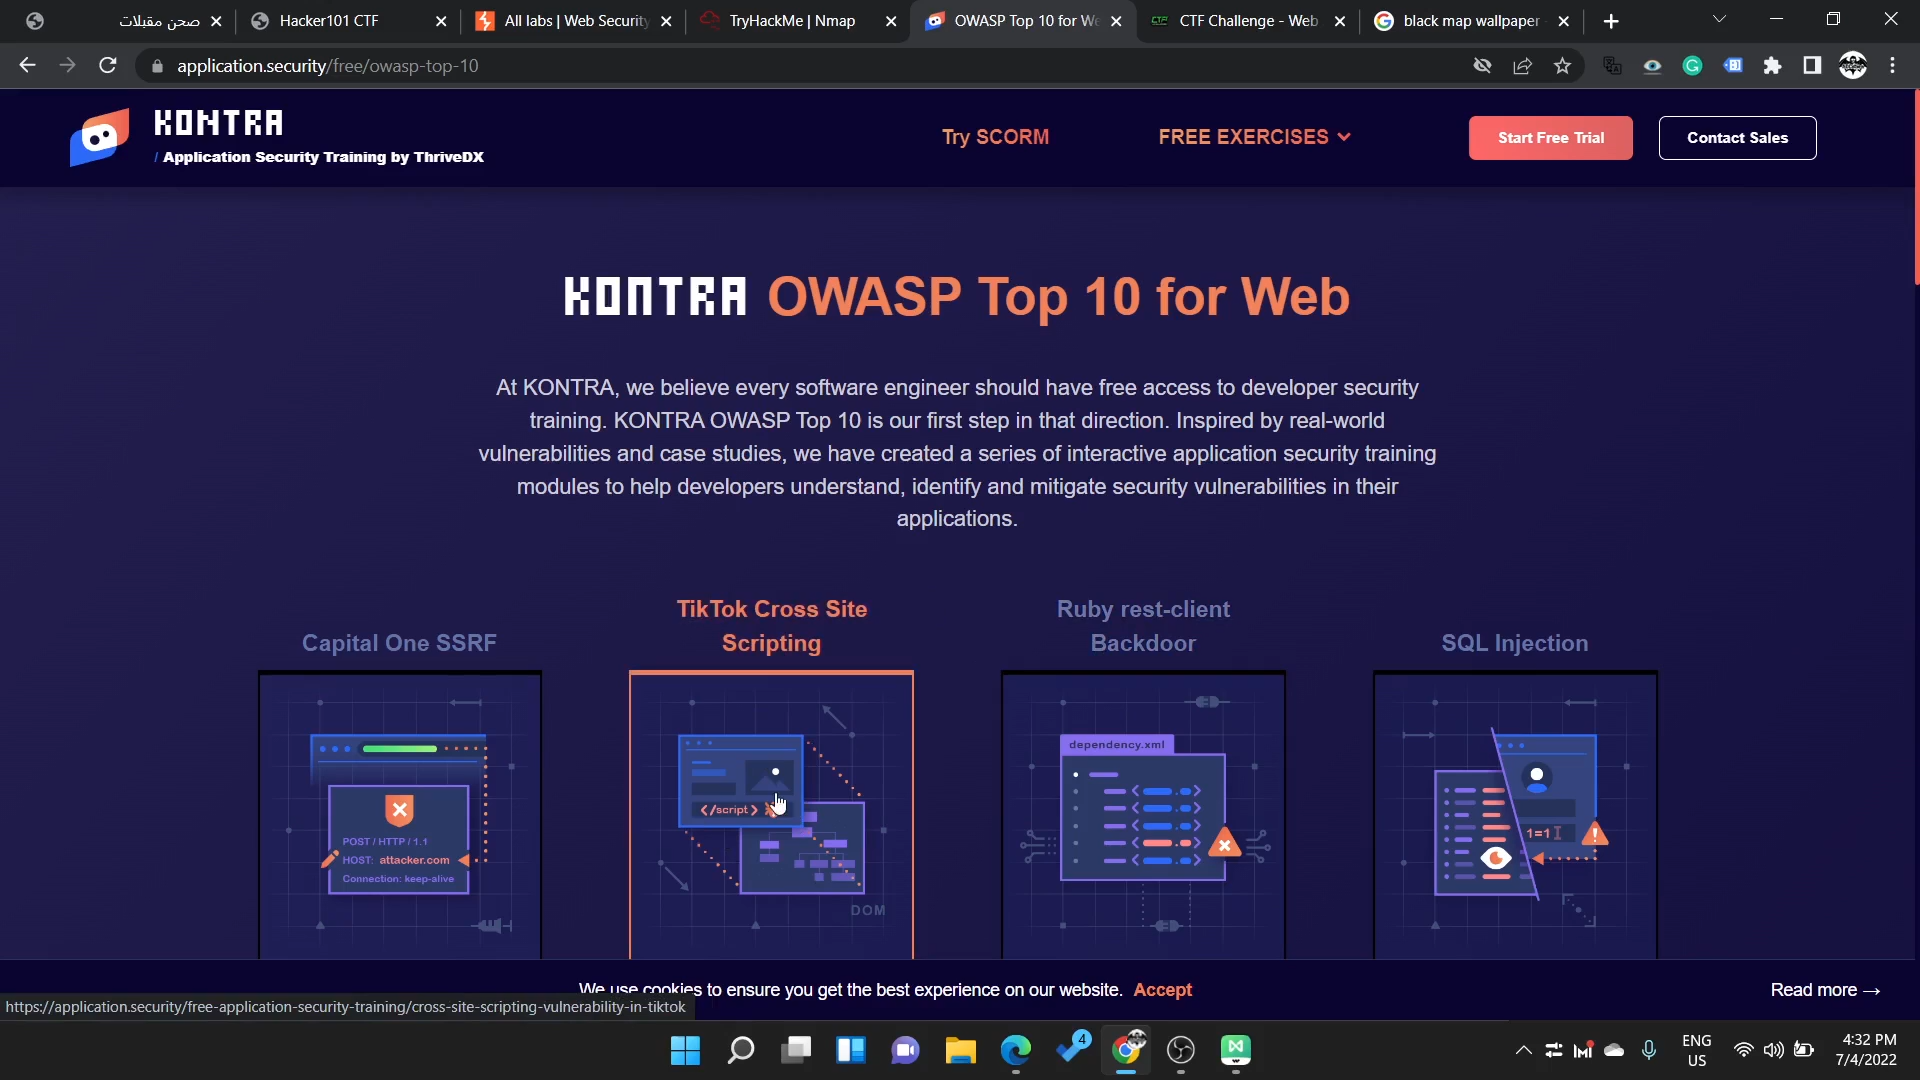 صحن مقبلات
Hacker101 CTF
All labs | Web Security
TryHackMe | Nmap
OWASP Top 10 for We
CTF Challenge - Web
black map wallpaper
application.security/free/owasp-top-10
KONTRA
/ Application Security Training by ThriveDX
Try SCORM
FREE EXERCISES
Start Free Trial
Contact Sales
KONTRA OWASP Top 10 for Web
At KONTRA, we believe every software engineer should have free access to developer security
training. KONTRA OWASP Top 10 is our first step in that direction. Inspired by real-world
vulnerabilities and case studies, we have created a series of interactive application security training
modules to help developers understand, identify and mitigate security vulnerabilities in their
applications.
Capital One SSRF
TikTok Cross Site
Scripting
Ruby rest-client
Backdoor
SQL Injection
POST / HTTP / 1.1
HOST: attacker.com
Connection: keep-alive
</script>
DOM
dependency.xml
1=1
We use cookies to ensure you get the best experience on our website. Accept
Read more →
https://application.security/free-application-security-training/cross-site-scripting-vulnerability-in-tiktok
4
ENG
US
4:32 PM
7/4/2022